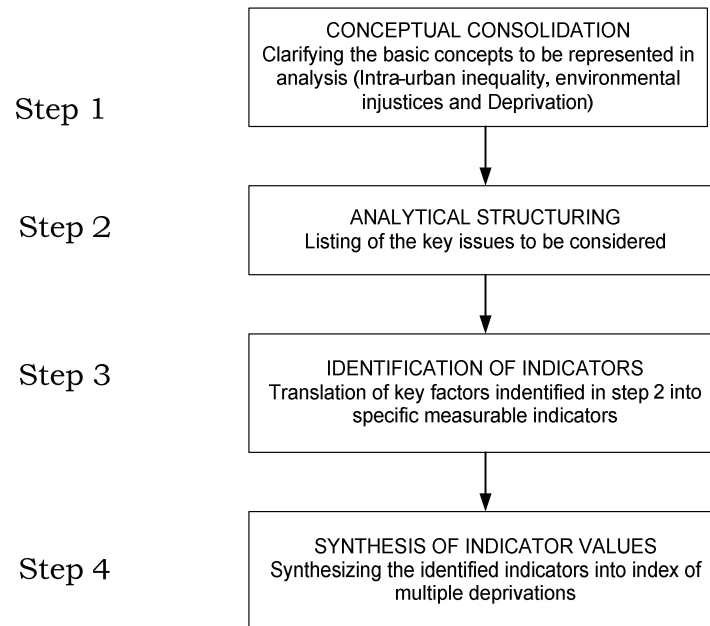 CONCEPTUAL CONSOLIDATION
Clarifying the basic concepts to be represented in
analysis (Intra-urban inequality, environmental
injustices and Deprivation)
Step 1
ANALYTICAL STRUCTURING
Step 2
Listing of the key issues to be considered
IDENTIFICATION OF INDICATORS
Step 3
Translation of key factors indentified in step 2 into
specific measurable indicators
SYNTHESIS OF INDICATOR VALUES
Step 4
Synthesizing the identified indicators into index of
multiple deprivations